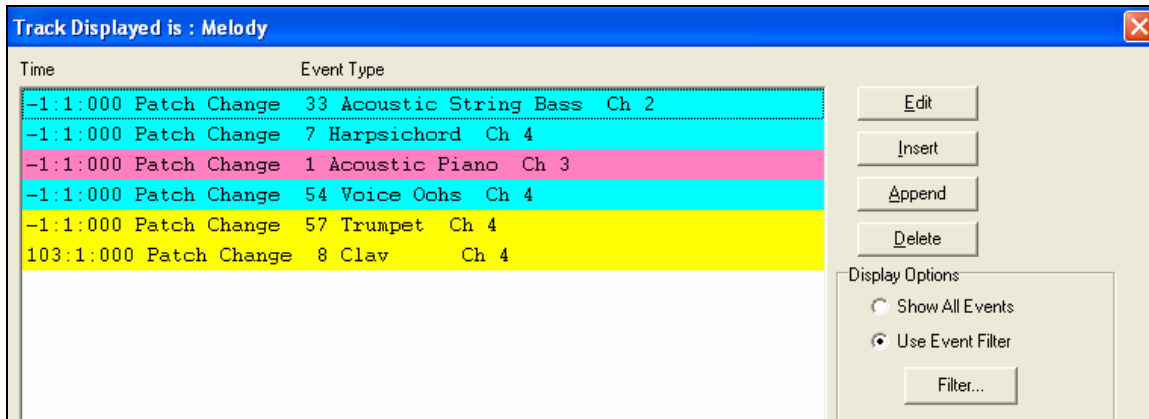 Track Displayed is : Melody
Time Event Type
-1:1:000 Patch Change 33 Acoustic String Bass Ch 2
-1:1:000 Patch Change 7 Harpsichord Ch 4
-1:1:000 Patch Change 1 Acoustic Piano Ch 3
-1:1:000 Patch Change 54 Voice Oohs Ch 4
-1:1:000 Patch Change 57 Trumpet Ch 4
103:1:000 Patch Change 8 Clav Ch 4
Edit
Insert
Append
Delete
Display Options
Show All Events
Use Event Filter
Filter...